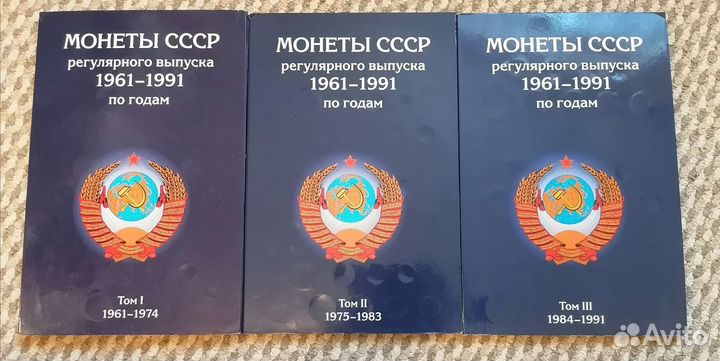 МОНЕТЫ СССР
регулярного выпуска
1961–1991
по годам
Том I
1961–1974
МОНЕТЫ СССР
регулярного выпуска
1961–1991
по годам
Том II
1975–1983
МОНЕТЫ СССР
регулярного выпуска
1961–1991
по годам
Том III
1984–1991
Avito